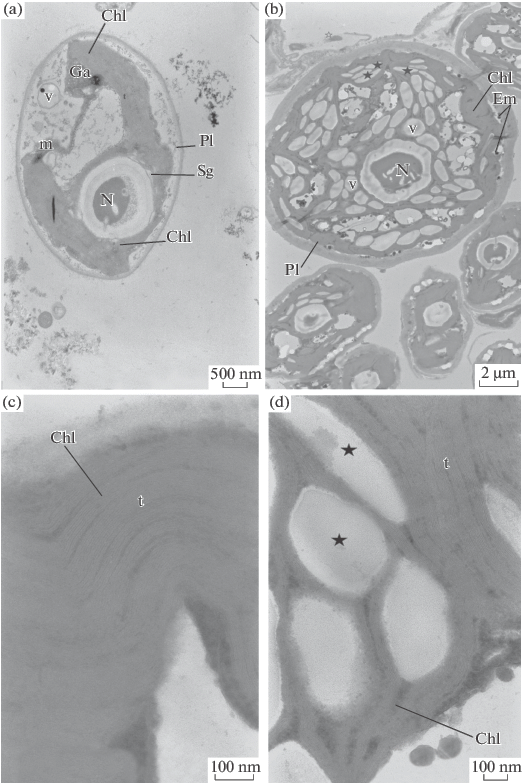 (a)
Chl
Ga
v
m
Pl
Sg
N
Chl
500 nm
(b)
Chl
Em
v
N
v
Pl
2 μm
(c)
Chl
t
100 nm
(d)
t
Chl
100 nm